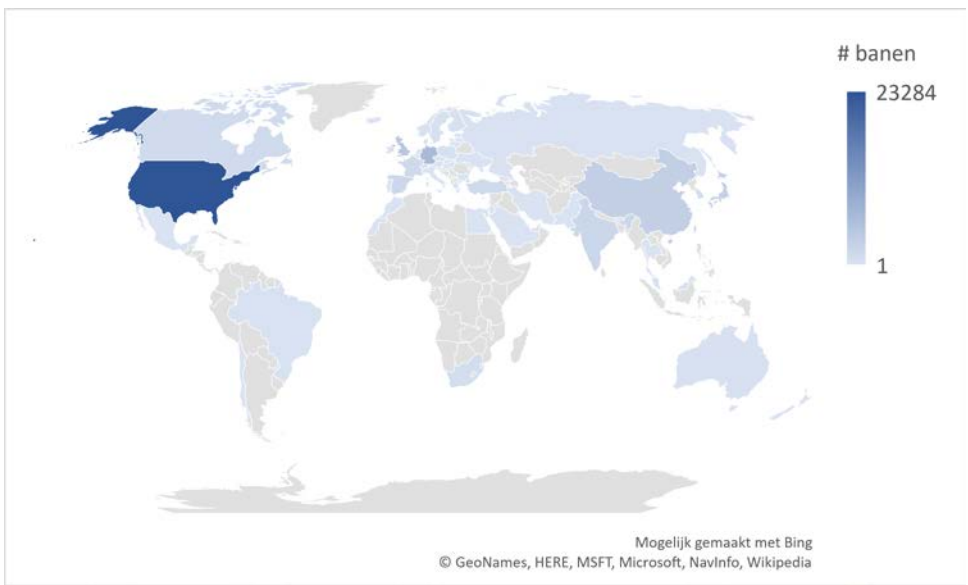 # banen
23284
1
Mogelijk gemaakt met Bing
© GeoNames, HERE, MSFT, Microsoft, NavInfo, Wikipedia